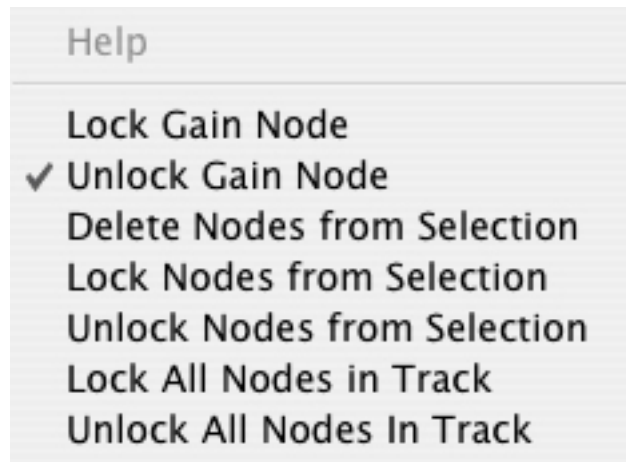 Help
Lock Gain Node
Unlock Gain Node
Delete Nodes from Selection
Lock Nodes from Selection
Unlock Nodes from Selection
Lock All Nodes in Track
Unlock All Nodes In Track